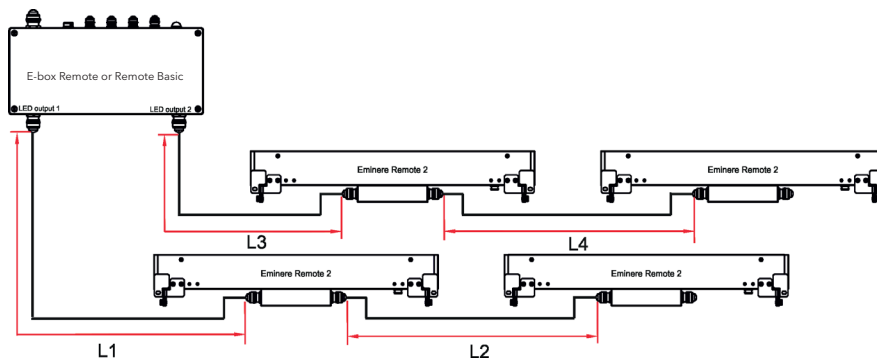 E-box Remote or Remote Basic
LED output 1
LED output 2
Eminere Remote 2
Eminere Remote 2
L3
L4
Eminere Remote 2
Eminere Remote 2
L1
L2